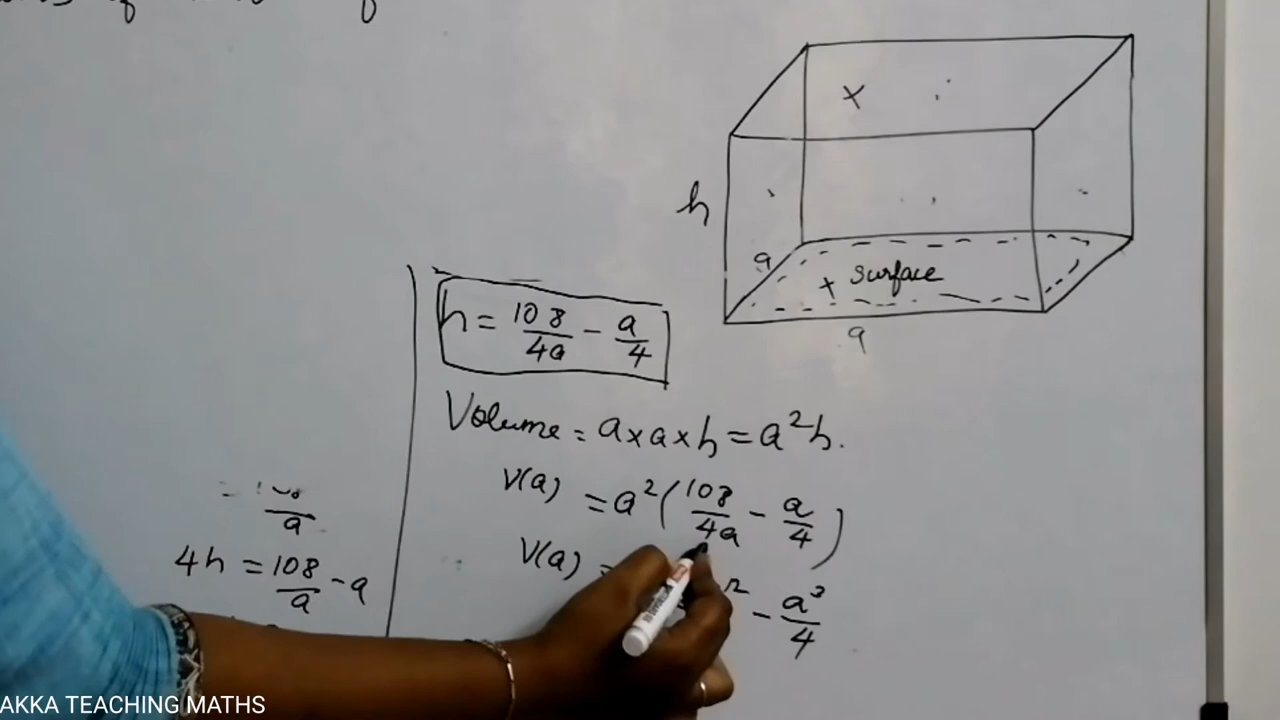 h
a
+ surface
a
h = 108/4a - a/4
Volume = a x a x h = a²h.
V(a) = a² (108/4a - a/4)
V(a) = - a³/4
4h = 108/a - a
AKKA TEACHING MATHS